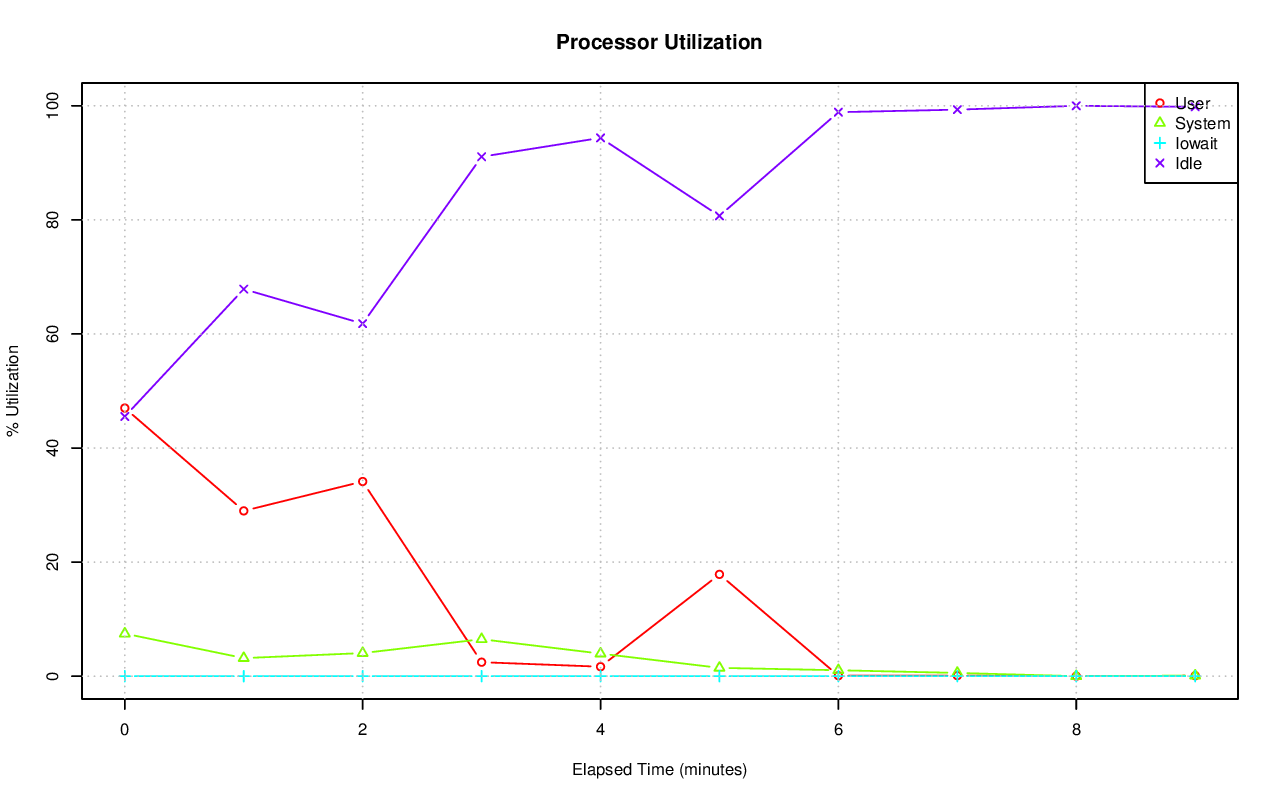 Processor Utilization
% Utilization
100
80
60
40
20
0
User
System
Iowait
Idle
0 2 4 6 8
Elapsed Time (minutes)